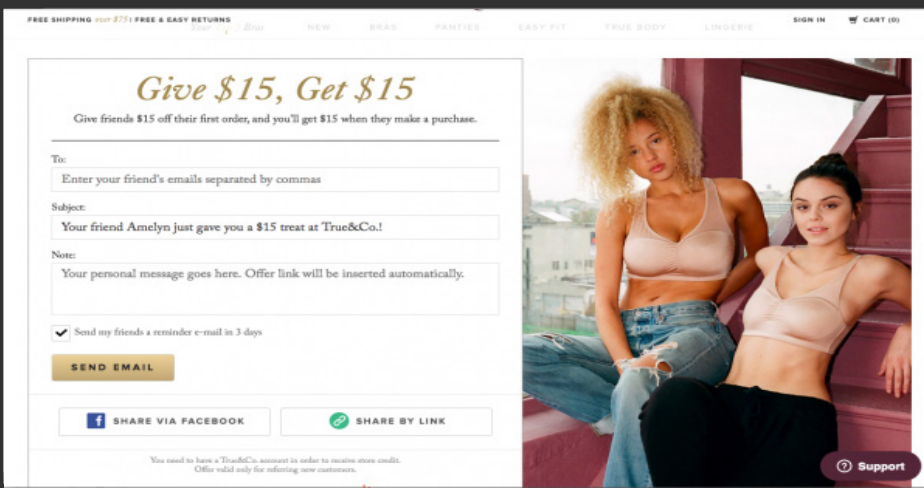 FREE SHIPPING over $75 | FREE & EASY RETURNS
SIGN IN
CART (0)
Your Bras
NEW
BRAS
PANTIES
EASY FIT
TRUE BODY
LINGERIE
Give $15, Get $15
Give friends $15 off their first order, and you'll get $15 when they make a purchase.
To:
Enter your friend's emails separated by commas
Subject:
Your friend Amelyn just gave you a $15 treat at True&Co.!
Note:
Your personal message goes here. Offer link will be inserted automatically.
Send my friends a reminder e-mail in 3 days
SEND EMAIL
f SHARE VIA FACEBOOK
SHARE BY LINK
You need to have a True&Co. account in order to receive store credit.
Offer valid only for referring new customers.
Support